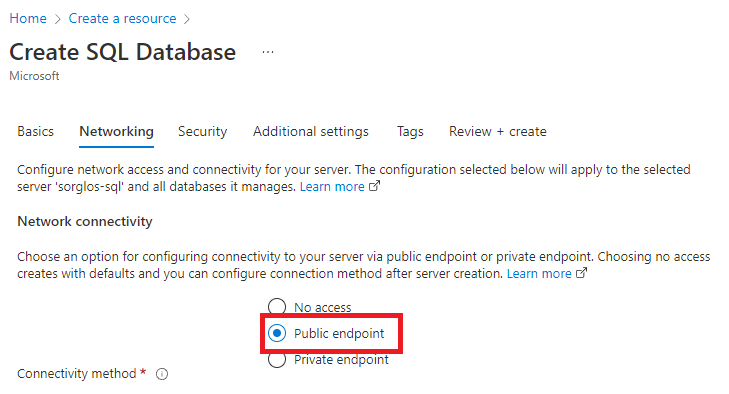 Home > Create a resource >
Create SQL Database ...
Microsoft
Basics Networking Security Additional settings Tags Review + create
Configure network access and connectivity for your server. The configuration selected below will apply to the selected
server 'sorglos-sql' and all databases it manages. Learn more
Network connectivity
Choose an option for configuring connectivity to your server via public endpoint or private endpoint. Choosing no access
creates with defaults and you can configure connection method after server creation. Learn more
No access
Public endpoint
Private endpoint
Connectivity method *